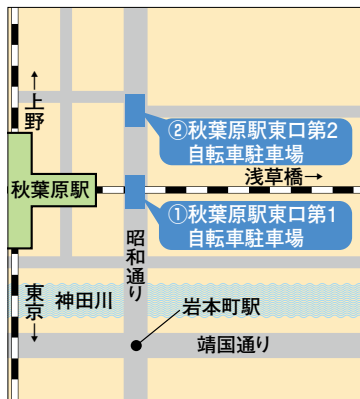 ←上野
②秋葉原駅東口第2
自転車駐車場
浅草橋→
秋葉原駅
①秋葉原駅東口第1
自転車駐車場
昭和通り
東京→
神田川
岩本町駅
靖国通り